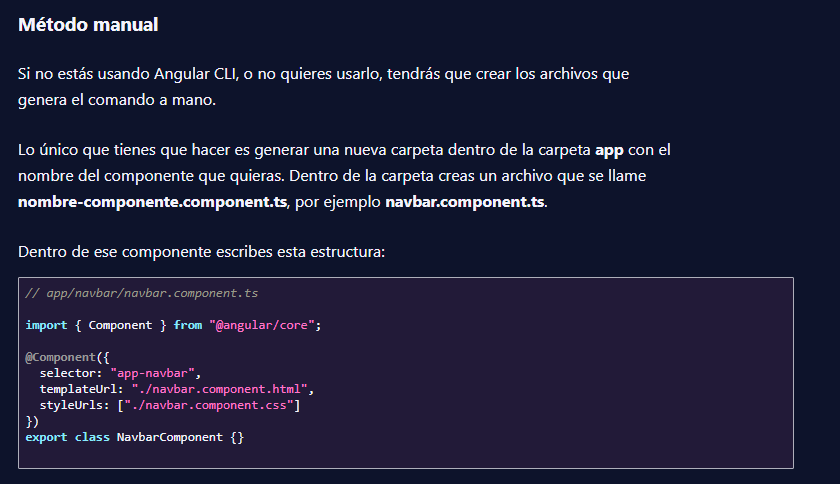 Método manual
Si no estás usando Angular CLI, o no quieres usarlo, tendrás que crear los archivos que
genera el comando a mano.
Lo único que tienes que hacer es generar una nueva carpeta dentro de la carpeta app con el
nombre del componente que quieras. Dentro de la carpeta creas un archivo que se llame
nombre-componente.component.ts, por ejemplo navbar.component.ts.
Dentro de ese componente escribes esta estructura:
// app/navbar/navbar.component.ts
import { Component } from "@angular/core";
@Component({
  selector: "app-navbar",
  templateUrl: "./navbar.component.html",
  styleUrls: ["./navbar.component.css"]
})
export class NavbarComponent {}